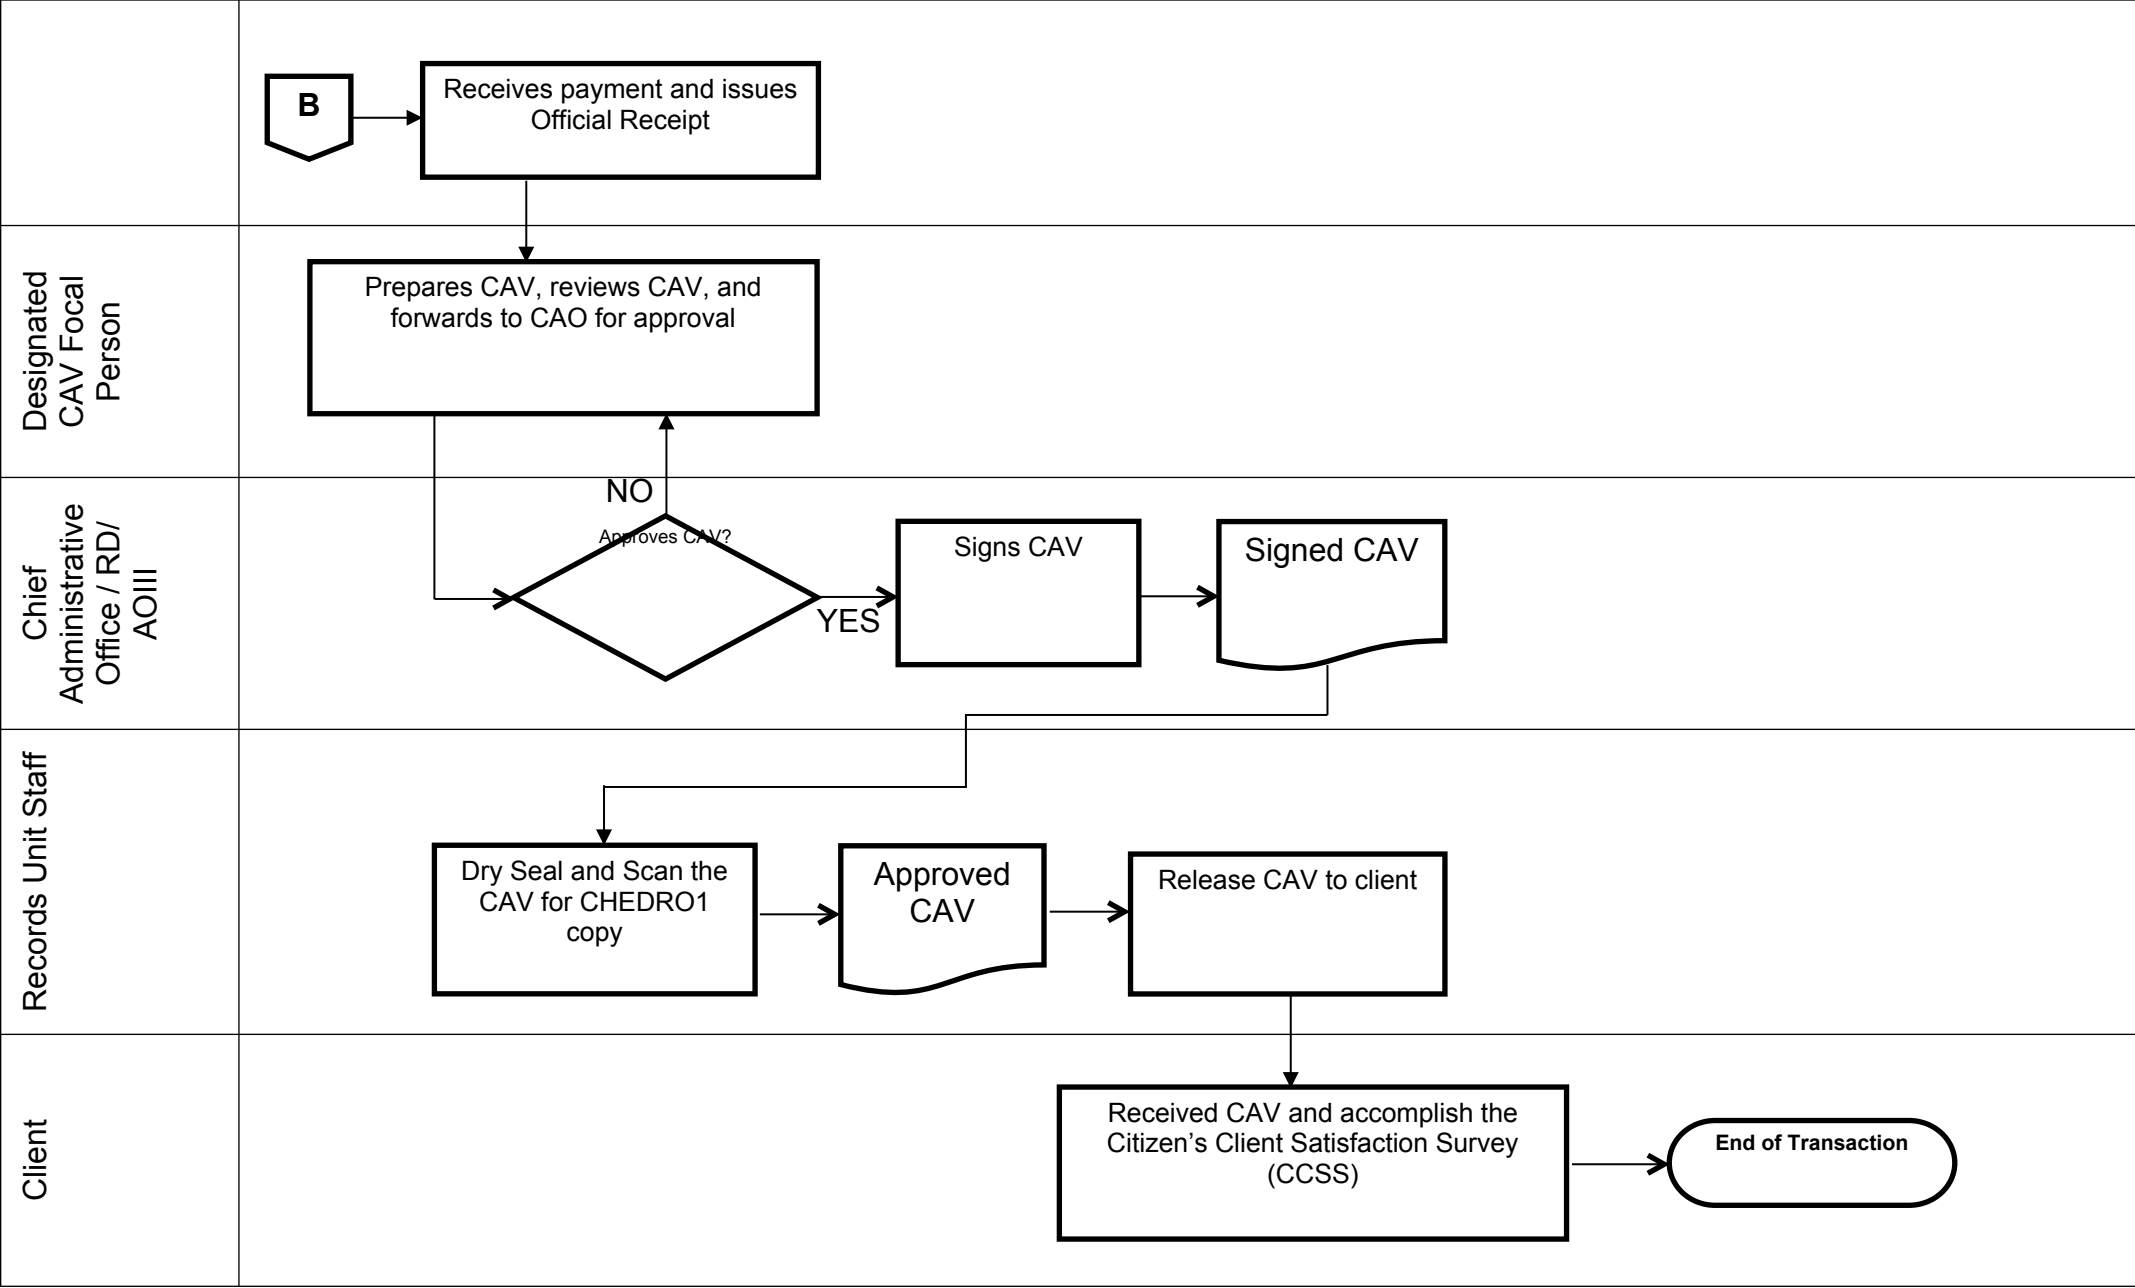 B
Receives payment and issues
Official Receipt
Designated
CAV Focal
Person
Prepares CAV, reviews CAV, and
forwards to CAO for approval
Chief
Administrative
Office / RD/
AOIII
NO
Approves CAV?
YES
Signs CAV
Signed CAV
Records Unit Staff
Dry Seal and Scan the
CAV for CHEDRO1
copy
Approved
CAV
Release CAV to client
Client
Received CAV and accomplish the
Citizen’s Client Satisfaction Survey
(CCSS)
End of Transaction